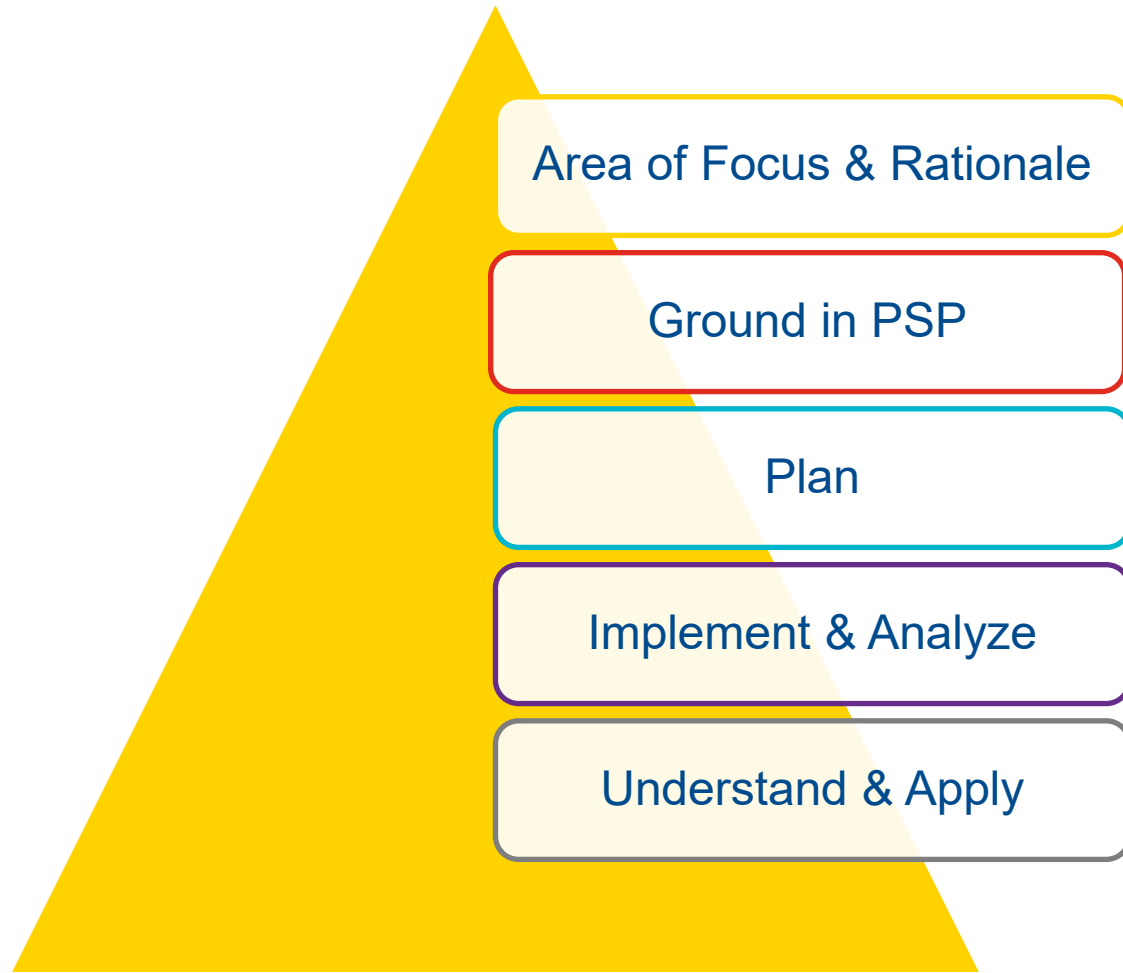 Area of Focus & Rationale
Ground in PSP
Plan
Implement & Analyze
Understand & Apply